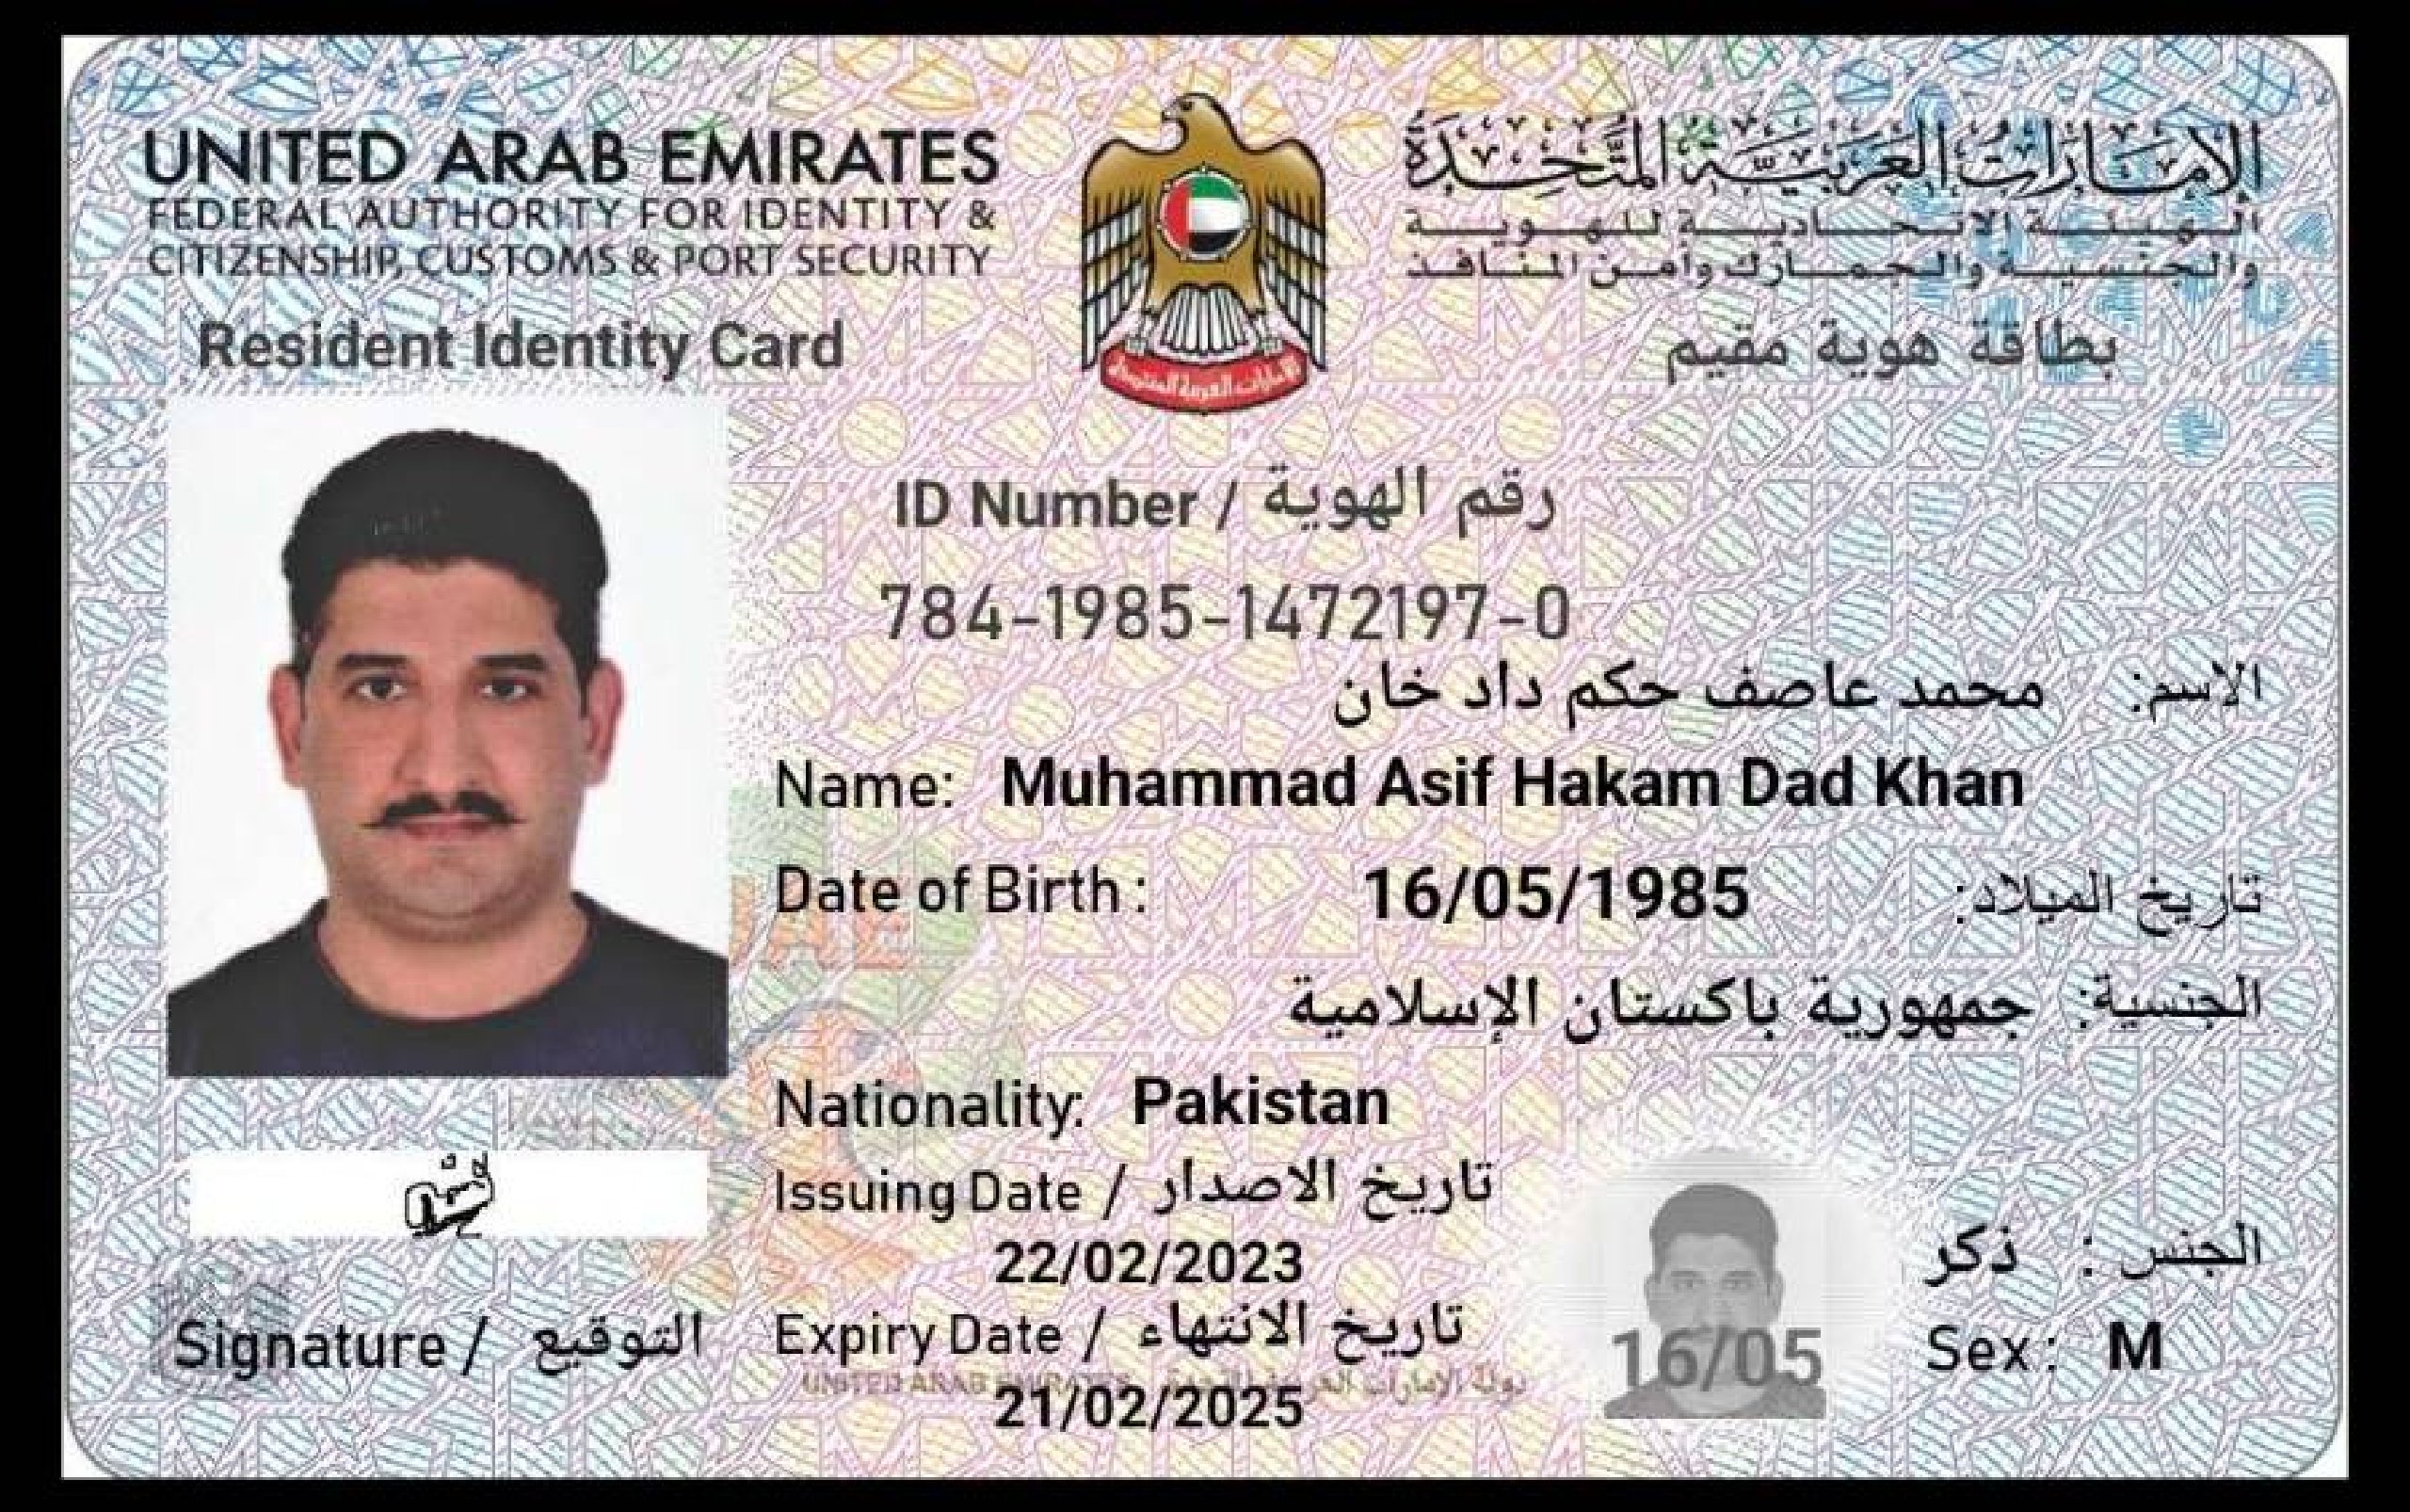 UNITED ARAB EMIRATES
الإمارات العربية المتحدة
FEDERAL AUTHORITY FOR IDENTITY &
CITIZENSHIP, CUSTOMS & PORT SECURITY
الهيئة الاتحادية للهوية
والجنسية والجمارك وأمن المنافذ
Resident Identity Card
بطاقة هوية مقيم
الإمارات العربية المتحدة
ID Number / رقم الهوية
784-1985-1472197-0
الاسم: محمد عاصف حكم داد خان
Name: Muhammad Asif Hakam Dad Khan
Date of Birth: 16/05/1985 تاريخ الميلاد:
الجنسية: جمهورية باكستان الإسلامية
Nationality: Pakistan
Issuing Date / تاريخ الاصدار
22/02/2023
الجنس: ذكر
Expiry Date / تاريخ الانتهاء
21/02/2025
Sex: M
16/05
Signature / التوقيع
UAE
UNITED ARAB EMIRATES دولة الإمارات العربية المتحدة